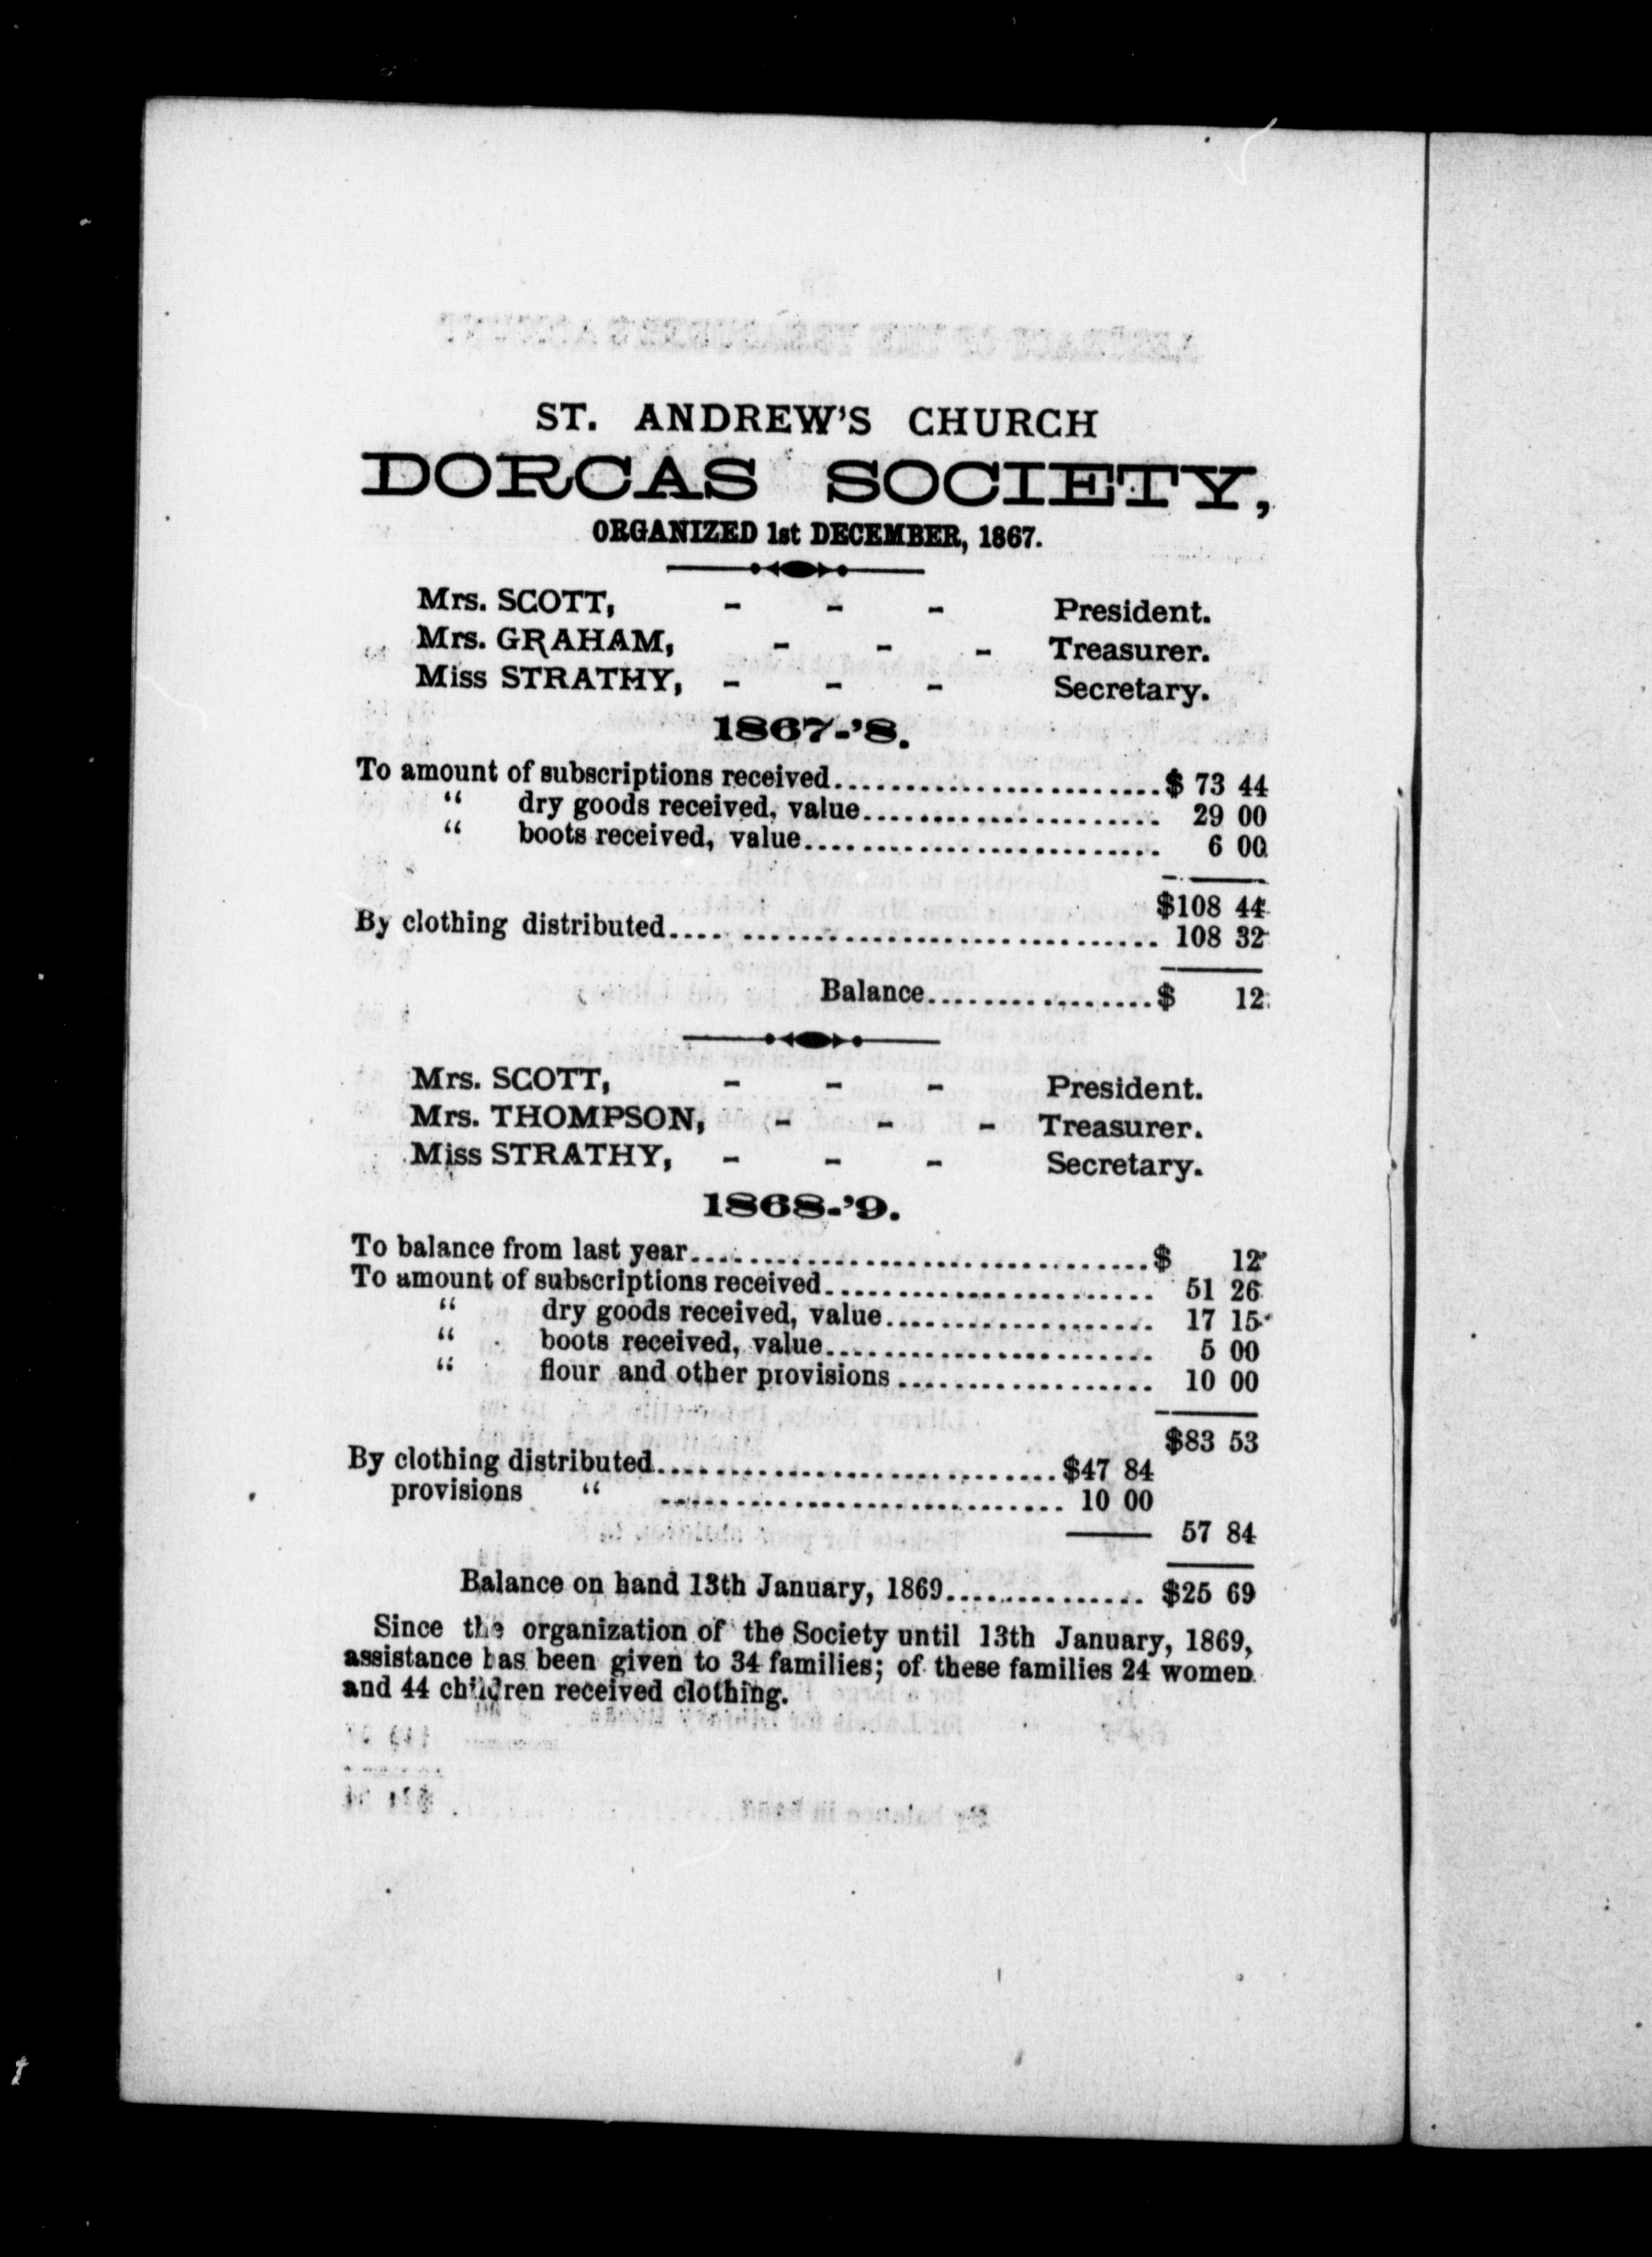 ST. ANDREW'S CHURCH
DORCAS SOCIETY,
ORGANIZED 1st DECEMBER, 1867.
Mrs. SCOTT, - - - President.
Mrs. GRAHAM, - - - Treasurer.
Miss STRATHY, - - - Secretary.
1867-'8.
To amount of subscriptions received........................$ 73 44
“ dry goods received, value..................... 29 00
“ boots received, value......................... 6 00
$108 44
By clothing distributed.... ............................. 108 32
Balance................$ 12
Mrs. SCOTT, - - - President.
Mrs. THOMPSON, - - - Treasurer.
Miss STRATHY, - - - Secretary.
1868-'9.
To balance from last year................................$ 12
To amount of subscriptions received....................... 51 26
“ dry goods received, value................... 17 15
“ boots received, value....................... 5 00
“ flour and other provisions.................. 10 00
$83 53
By clothing distributed............................$47 84
provisions “ ............................ 10 00
57 84
Balance on hand 13th January, 1869.............. $25 69
Since the organization of the Society until 13th January, 1869,
assistance has been given to 34 families; of these families 24 women
and 44 children received clothing.